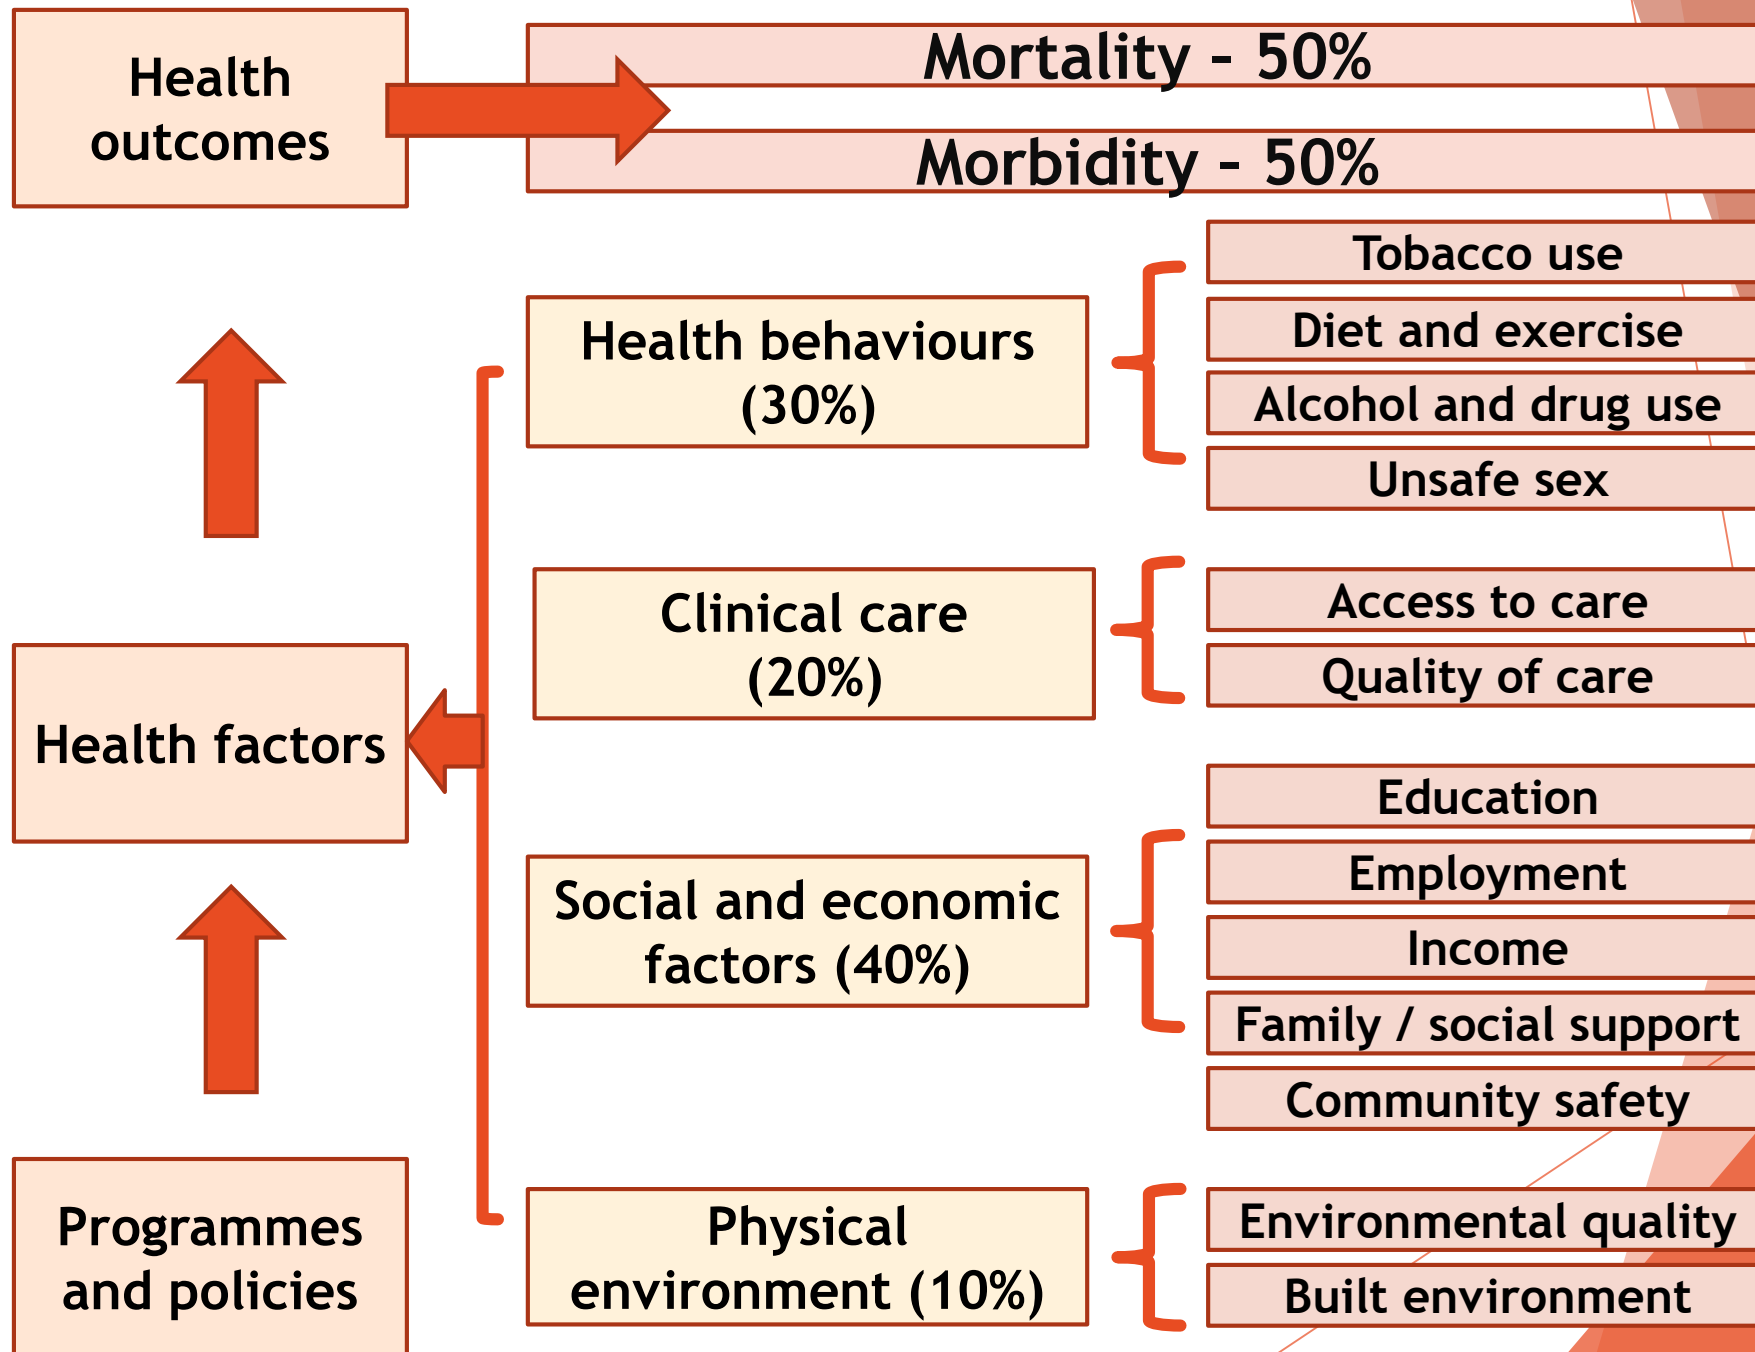 Health
outcomes
Mortality – 50%
Morbidity – 50%
Health behaviours
(30%)
Tobacco use
Diet and exercise
Alcohol and drug use
Unsafe sex
Clinical care
(20%)
Access to care
Quality of care
Health factors
Social and economic
factors (40%)
Education
Employment
Income
Family / social support
Community safety
Programmes
and policies
Physical
environment (10%)
Environmental quality
Built environment